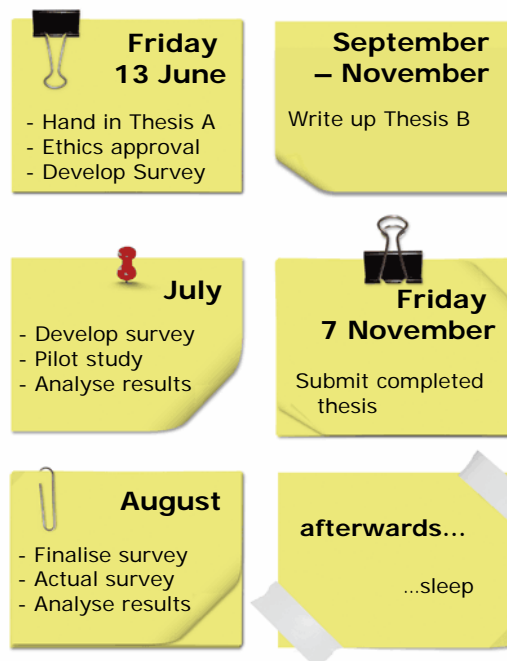 Friday
13 June
- Hand in Thesis A
- Ethics approval
- Develop Survey
July
- Develop survey
- Pilot study
- Analyse results
August
- Finalise survey
- Actual survey
- Analyse results
September
– November
Write up Thesis B
Friday
7 November
Submit completed
thesis
afterwards...
...sleep